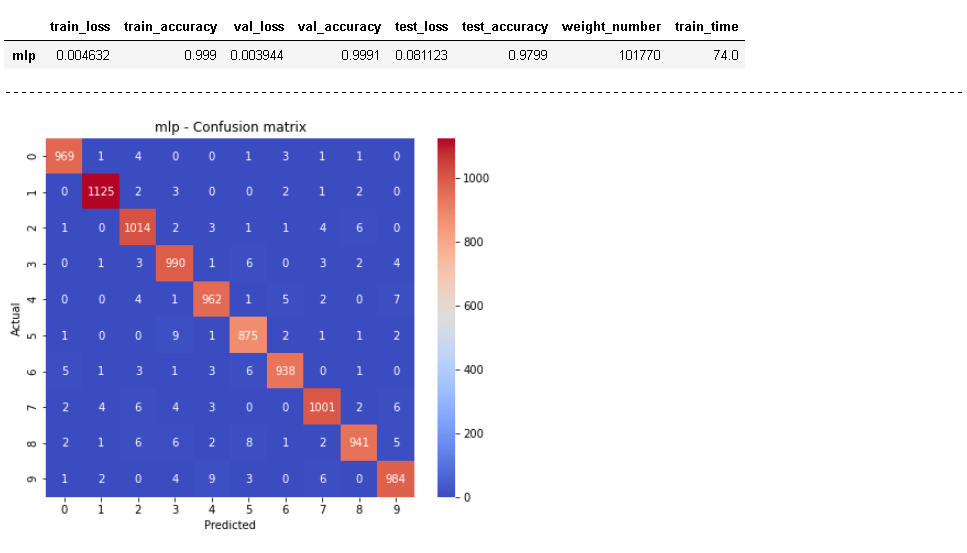 train_loss train_accuracy val_loss val_accuracy test_loss test_accuracy weight_number train_time
mlp 0.004632 0.999 0.003944 0.9991 0.081123 0.9799 101770 74.0
mlp - Confusion matrix
0 969 1 4 0 0 1 3 1 1 0
1 0 1125 2 3 0 0 2 1 2 0
2 1 0 1014 2 3 1 1 4 6 0
3 0 1 3 990 1 6 0 3 2 4
4 0 0 4 1 962 1 5 2 0 7
5 1 0 0 9 1 875 2 1 1 2
6 5 1 3 1 3 6 938 0 1 0
7 2 4 6 4 3 0 0 1001 2 6
8 2 1 6 6 2 8 1 2 941 5
9 1 2 0 4 9 3 0 6 0 984
0 1 2 3 4 5 6 7 8 9
Predicted
Actual
1000
800
600
400
200
0